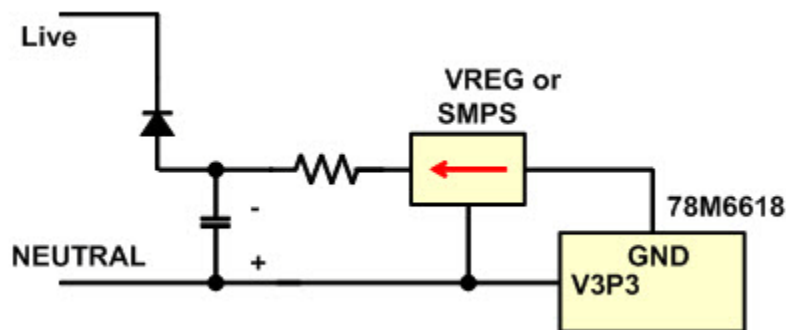 Live
VREG or
SMPS
78M6618
-
NEUTRAL
+
GND
V3P3